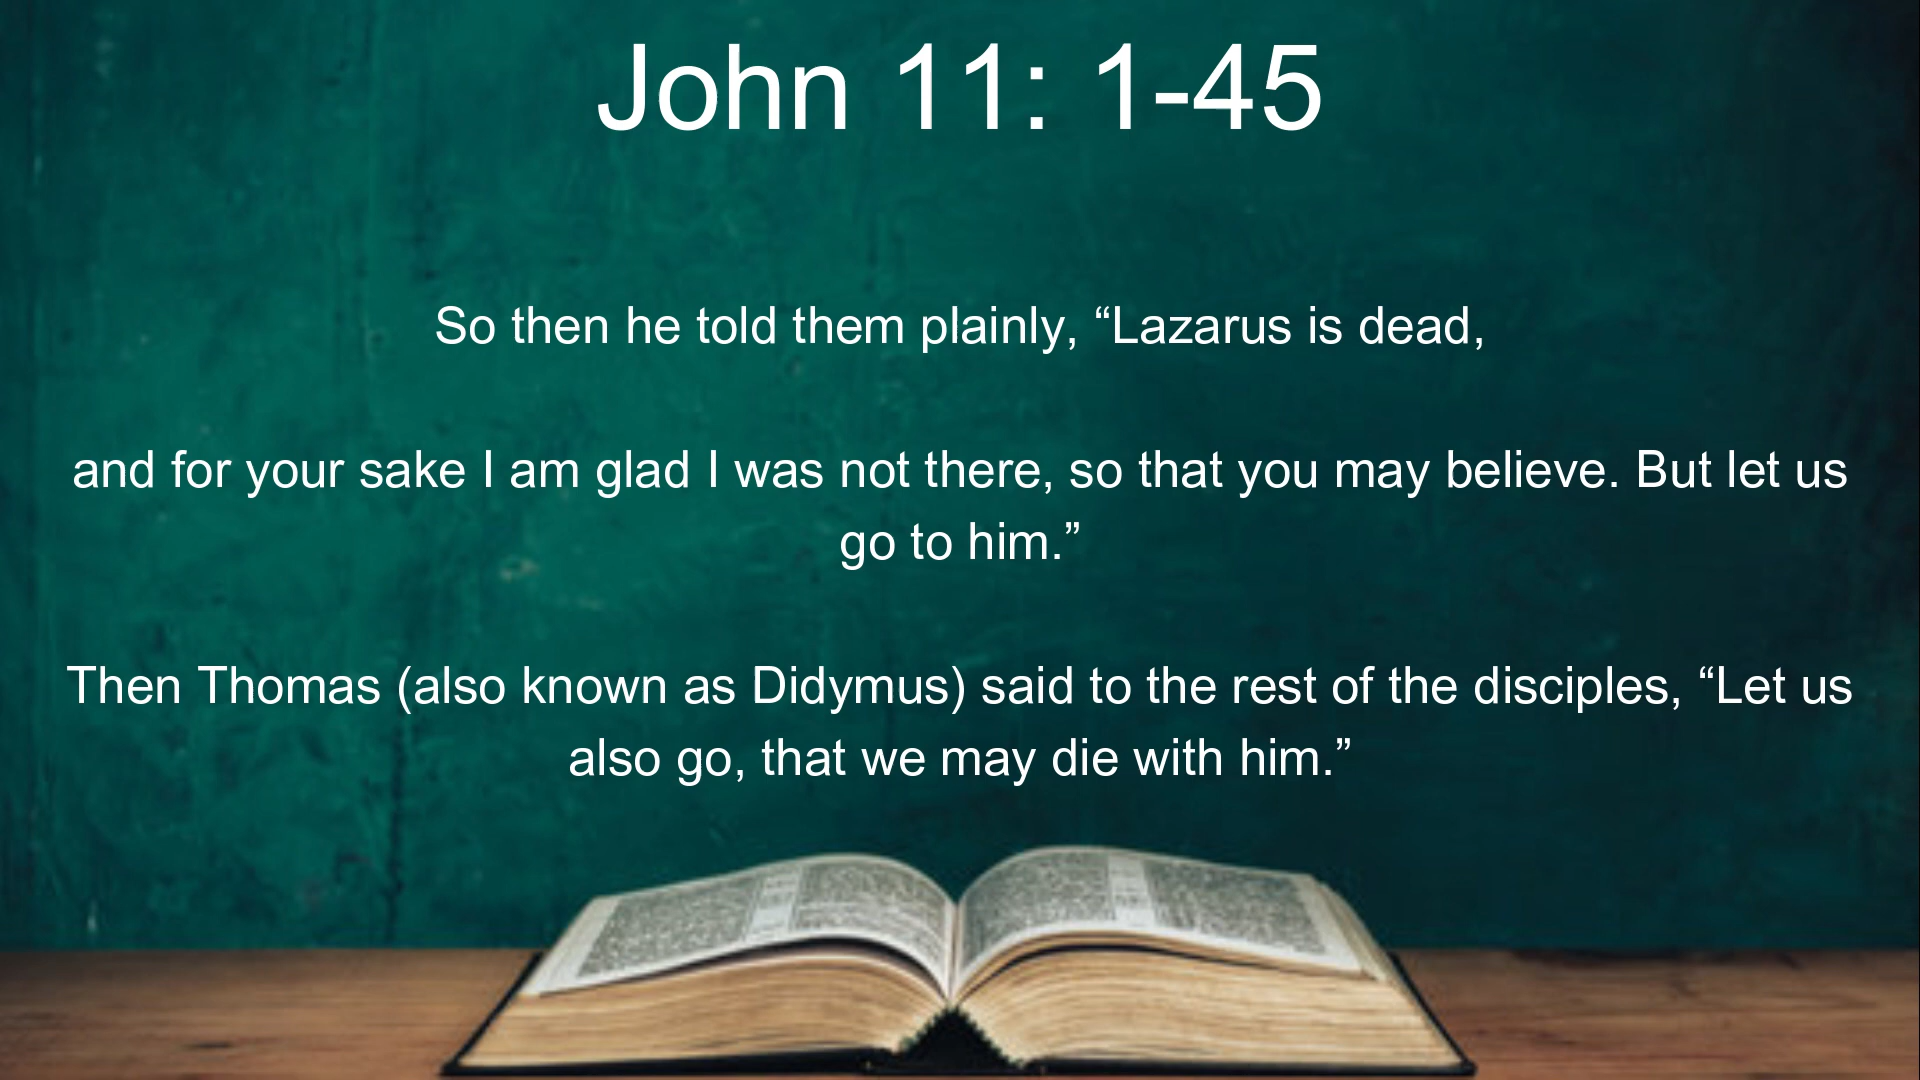 John 11: 1-45
So then he told them plainly, “Lazarus is dead,
and for your sake I am glad I was not there, so that you may believe. But let us
go to him.”
Then Thomas (also known as Didymus) said to the rest of the disciples, “Let us
also go, that we may die with him.”